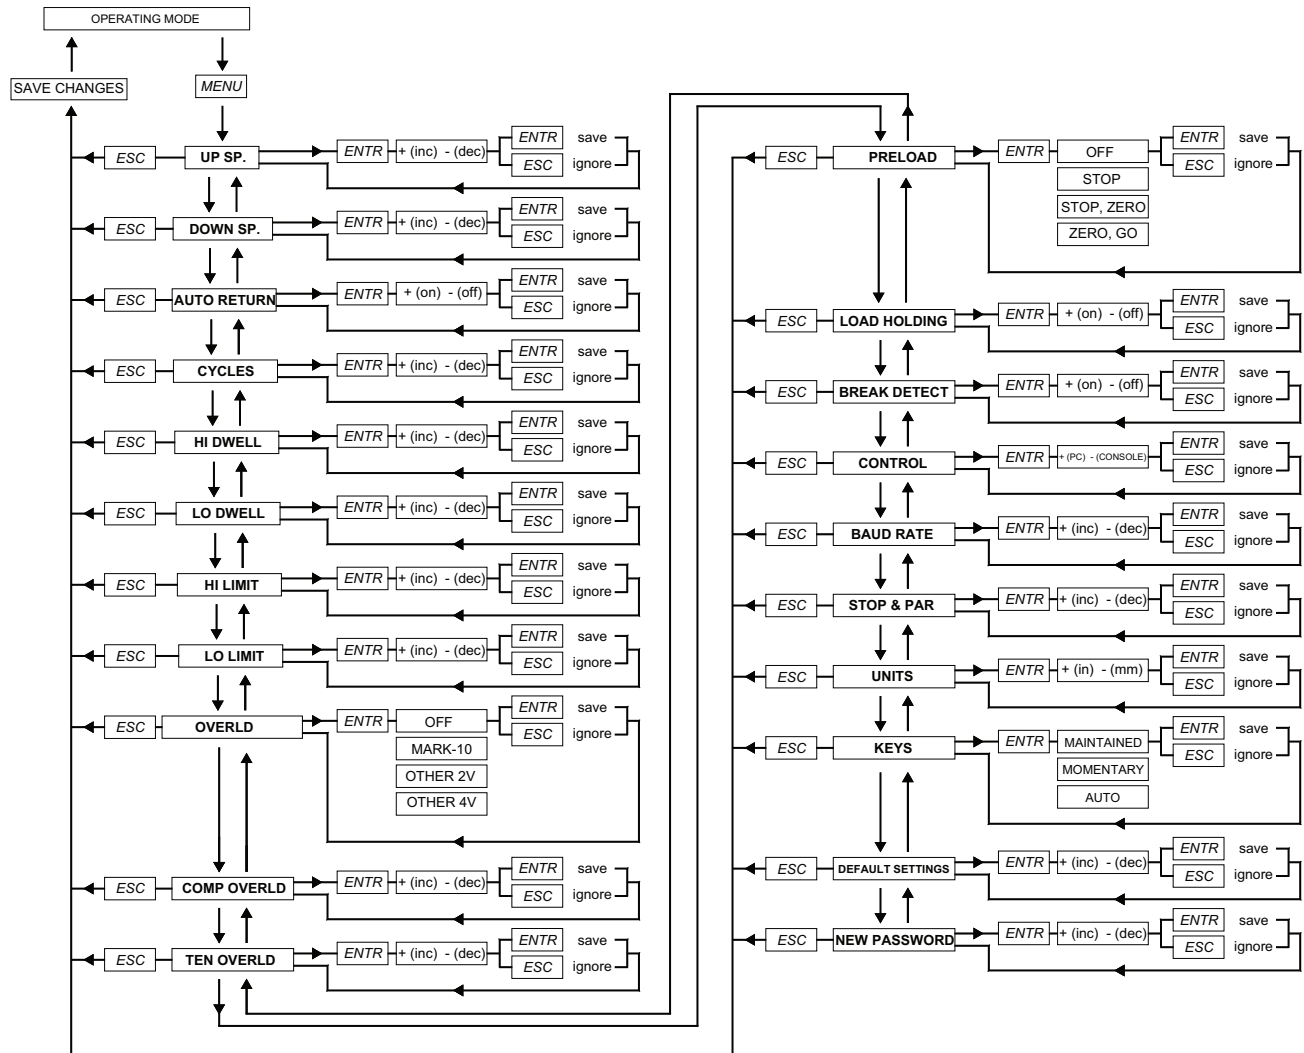 OPERATING MODE
SAVE CHANGES
MENU
ESC UP SP. ENTR + (inc) - (dec) ENTR save
ESC ignore
ESC DOWN SP. ENTR + (inc) - (dec) ENTR save
ESC ignore
ESC AUTO RETURN ENTR + (on) - (off) ENTR save
ESC ignore
ESC CYCLES ENTR + (inc) - (dec) ENTR save
ESC ignore
ESC HI DWELL ENTR + (inc) - (dec) ENTR save
ESC ignore
ESC LO DWELL ENTR + (inc) - (dec) ENTR save
ESC ignore
ESC HI LIMIT ENTR + (inc) - (dec) ENTR save
ESC ignore
ESC LO LIMIT ENTR + (inc) - (dec) ENTR save
ESC ignore
ESC OVERLD ENTR OFF ENTR save
ESC ignore
MARK-10
OTHER 2V
OTHER 4V
ESC COMP OVERLD ENTR + (inc) - (dec) ENTR save
ESC ignore
ESC TEN OVERLD ENTR + (inc) - (dec) ENTR save
ESC ignore
ESC PRELOAD ENTR OFF ENTR save
ESC ignore
STOP
STOP, ZERO
ZERO, GO
ESC LOAD HOLDING ENTR + (on) - (off) ENTR save
ESC ignore
ESC BREAK DETECT ENTR + (on) - (off) ENTR save
ESC ignore
ESC CONTROL ENTR + (PC) - (CONSOLE) ENTR save
ESC ignore
ESC BAUD RATE ENTR + (inc) - (dec) ENTR save
ESC ignore
ESC STOP & PAR ENTR + (inc) - (dec) ENTR save
ESC ignore
ESC UNITS ENTR + (in) - (mm) ENTR save
ESC ignore
ESC KEYS ENTR MAINTAINED ENTR save
ESC ignore
MOMENTARY
AUTO
ESC DEFAULT SETTINGS ENTR + (inc) - (dec) ENTR save
ESC ignore
ESC NEW PASSWORD ENTR + (inc) - (dec) ENTR save
ESC ignore